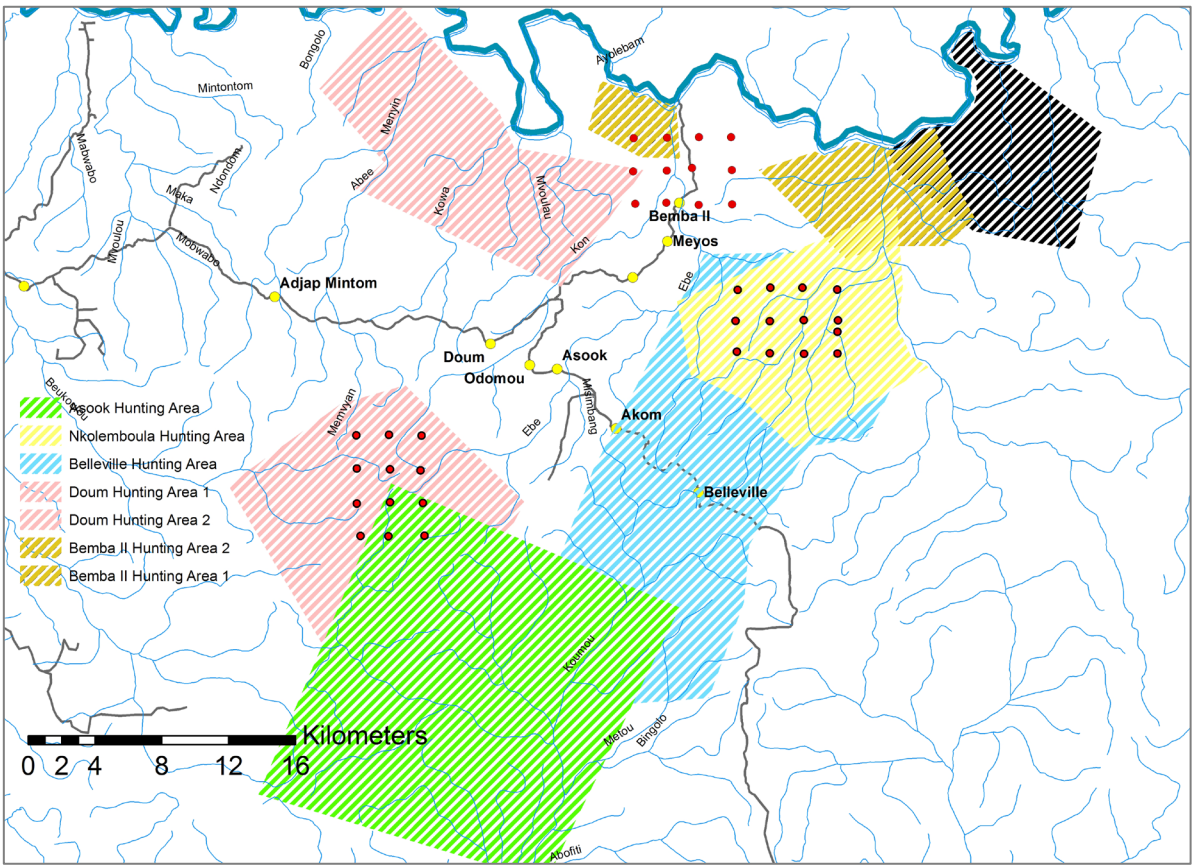 Bongolo
Ayolebam
Mintontom
Menyin
Mabwabo
Ndondom
Abee
Maka
Kowa
Mvoulau
Bemba II
Mvoulou
Mobwabo
Kon
Meyos
Ebe
Adjap Mintom
Doum
Asook
Odomou
Misimbang
Memvyan
Akom
Ebe
Asook Hunting Area
Nkolemboula Hunting Area
Belleville Hunting Area
Doum Hunting Area 1
Doum Hunting Area 2
Bemba II Hunting Area 2
Bemba II Hunting Area 1
Belleville
Koumou
Metou
Bingolo
Kilometers
0 2 4 8 12 16
Abofiti